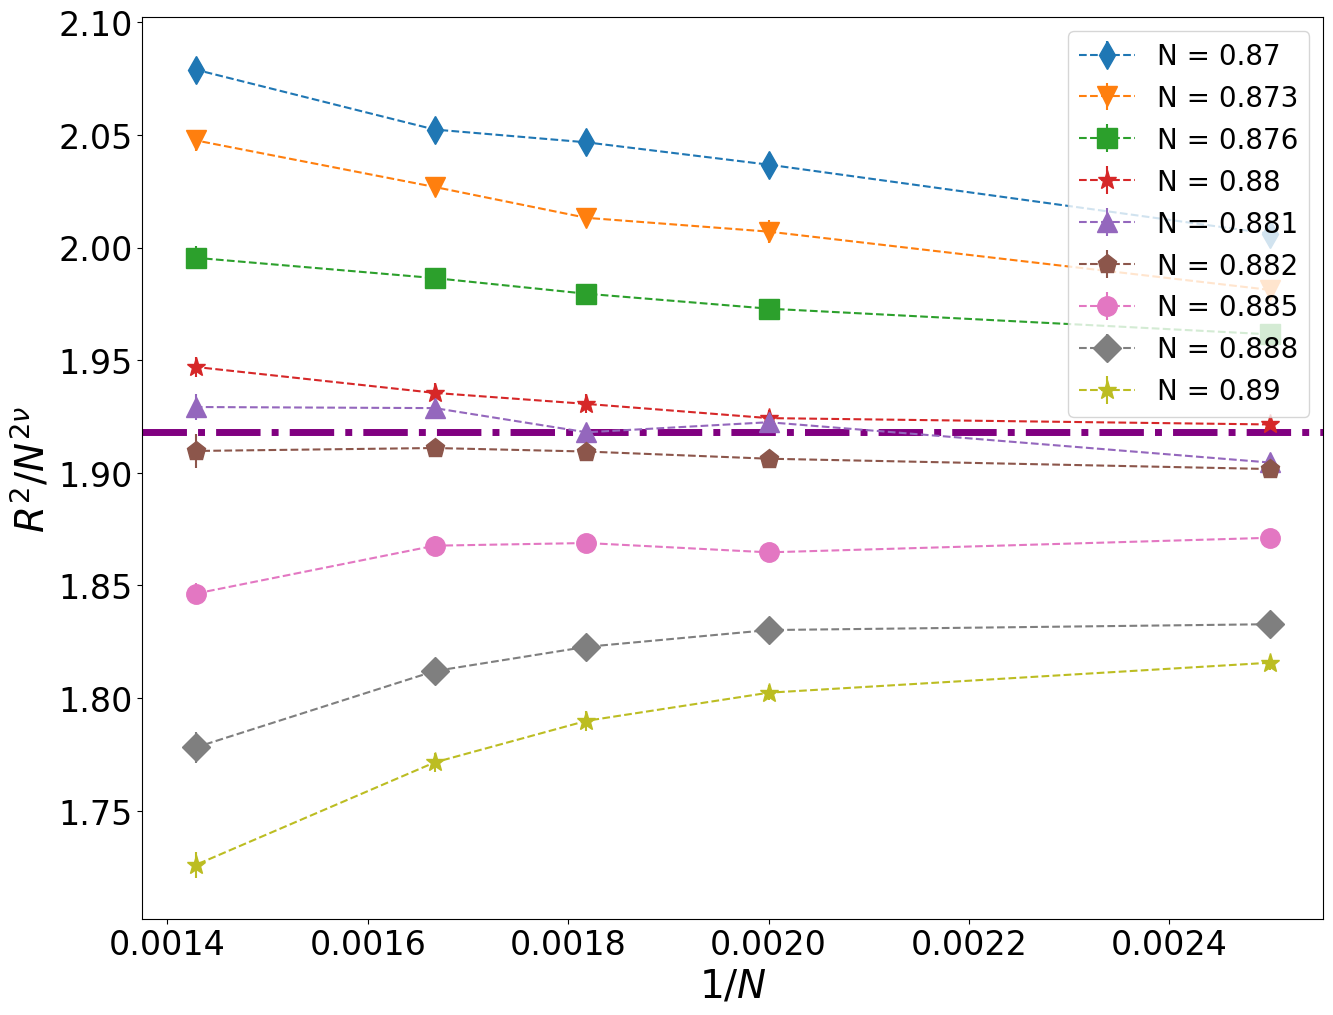 2.10
2.05
2.00
1.95
1.90
1.85
1.80
1.75
R²/N²ᵛ
0.0014 0.0016 0.0018 0.0020 0.0022 0.0024
1/N
N = 0.87
N = 0.873
N = 0.876
N = 0.88
N = 0.881
N = 0.882
N = 0.885
N = 0.888
N = 0.89